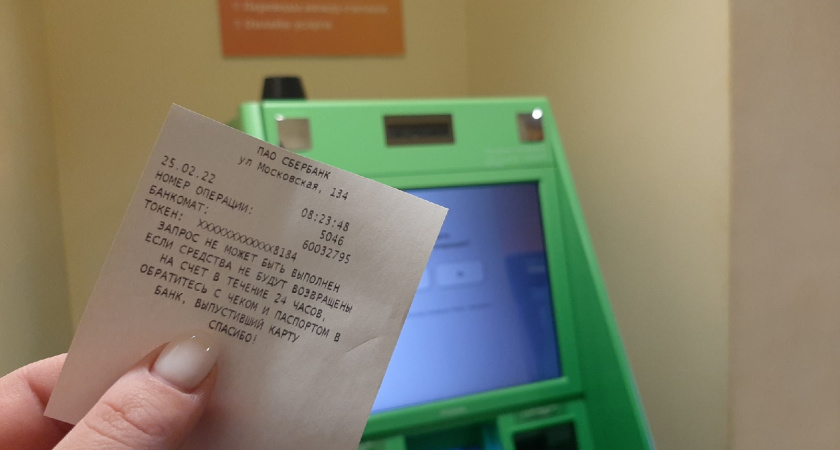 ПАО СБЕРБАНК
ул Московская, 134
25.02.22 08:23:48
НОМЕР ОПЕРАЦИИ: 5046
БАНКОМАТ: 60032795
ТОКЕН: XXXXXXXXXXXX8184
ЗАПРОС НЕ МОЖЕТ БЫТЬ ВЫПОЛНЕН
ЕСЛИ СРЕДСТВА НЕ БУДУТ ВОЗВРАЩЕНЫ
НА СЧЕТ В ТЕЧЕНИЕ 24 ЧАСОВ,
ОБРАТИТЕСЬ С ЧЕКОМ И ПАСПОРТОМ В
БАНК, ВЫПУСТИВШИЙ КАРТУ
СПАСИБО!